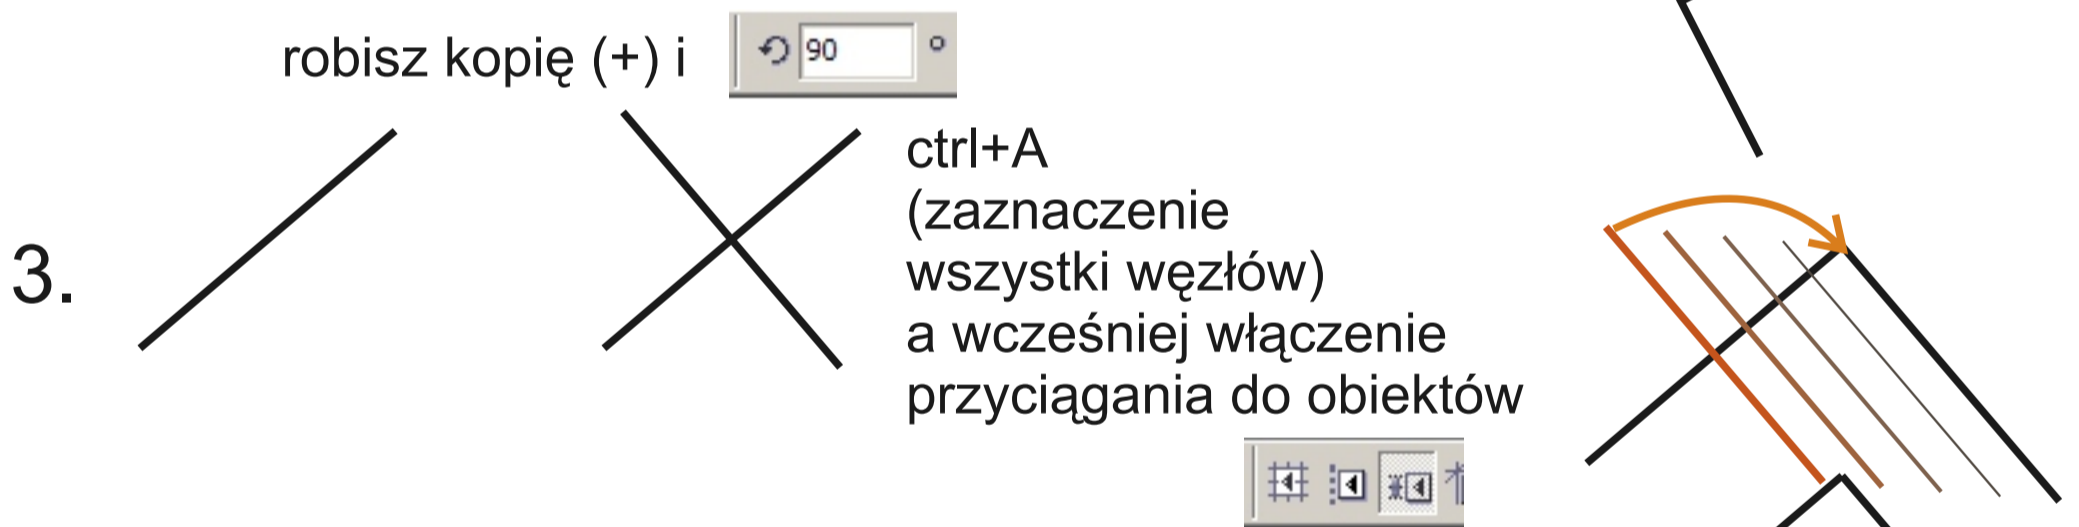 robisz kopię (+) i
90 °
3.
ctrl+A
(zaznaczenie
wszystki węzłów)
a wcześniej włączenie
przyciągania do obiektów